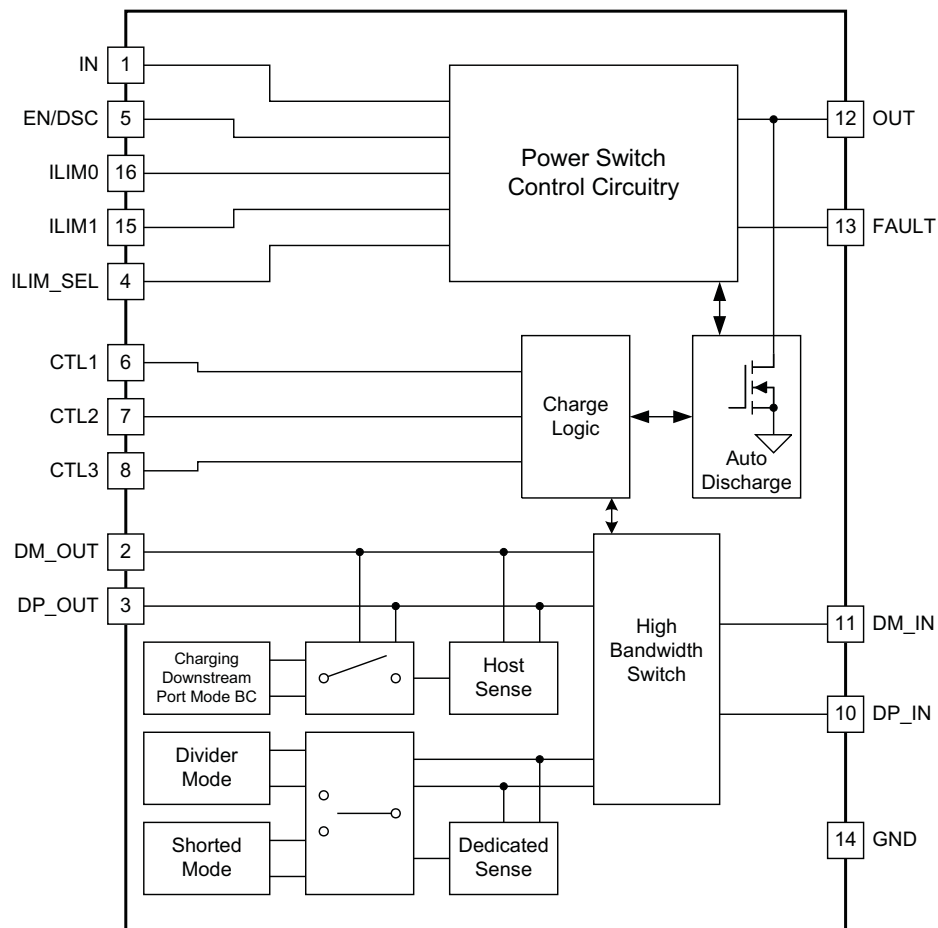 IN
1
EN/DSC
5
ILIM0
16
ILIM1
15
ILIM_SEL
4
Power Switch
Control Circuitry
12
OUT
13
FAULT
CTL1
6
CTL2
7
CTL3
8
Charge
Logic
Auto
Discharge
DM_OUT
2
DP_OUT
3
High
Bandwidth
Switch
11
DM_IN
10
DP_IN
14
GND
Charging
Downstream
Port Mode BC
Host
Sense
Divider
Mode
Shorted
Mode
Dedicated
Sense